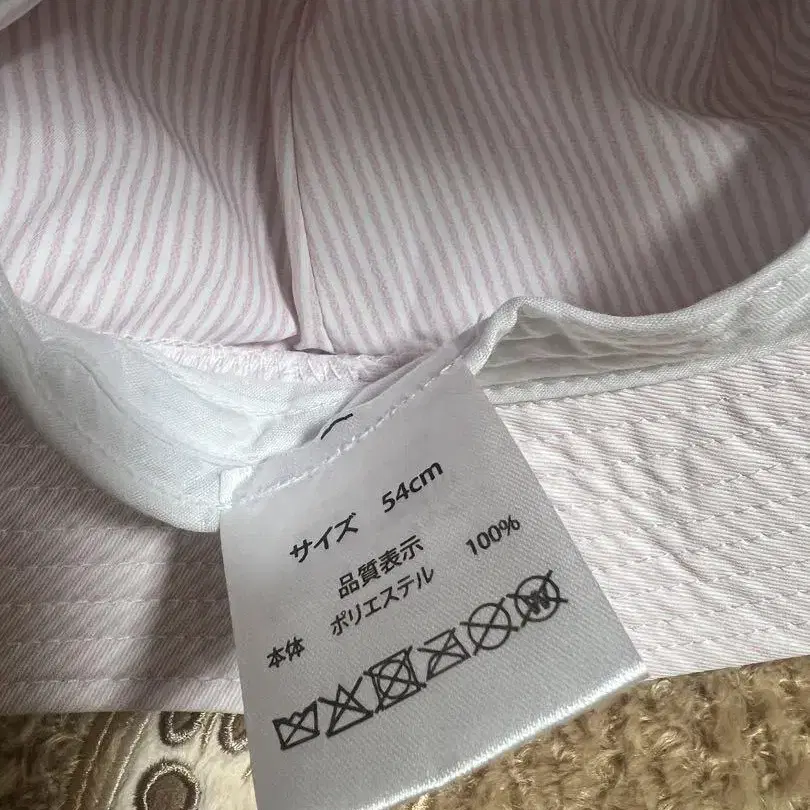 サイズ 54cm
品質表示
本体 ポリエステル 100%